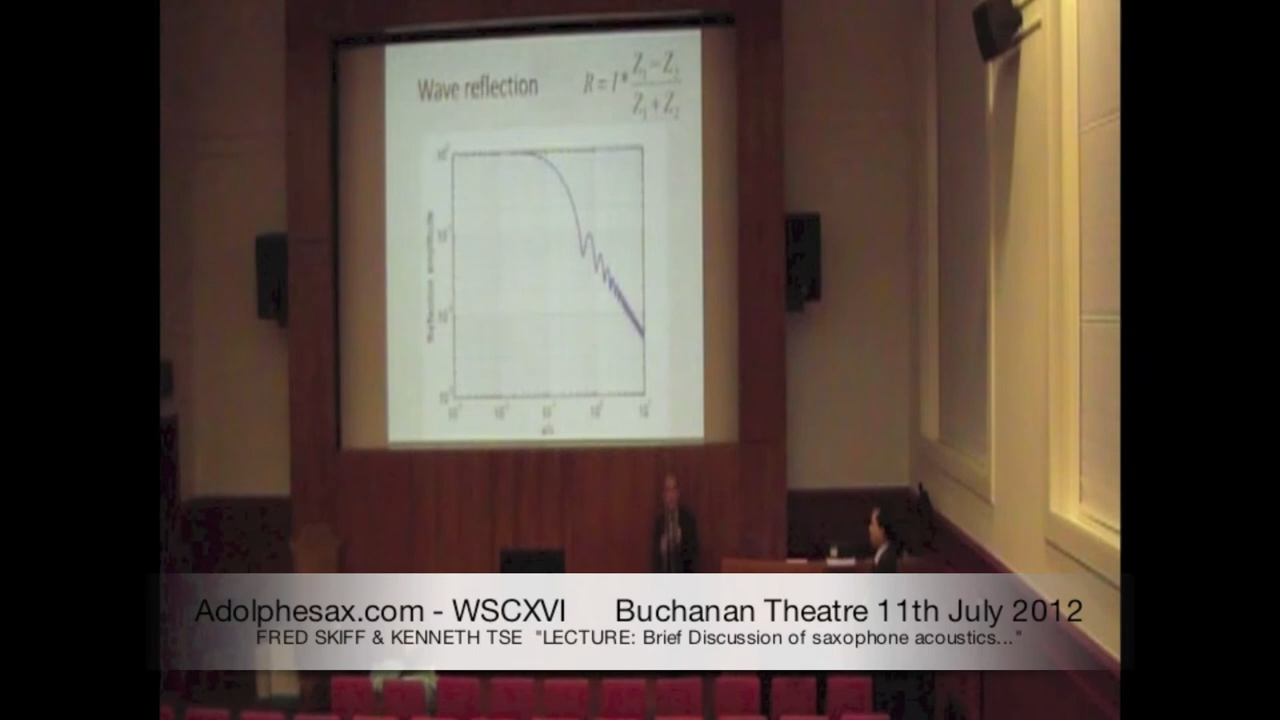 Wave reflection
Adolphesax.com - WSCXVI Buchanan Theatre 11th July 2012
FRED SKIFF & KENNETH TSE "LECTURE: Brief Discussion of saxophone acoustics..."